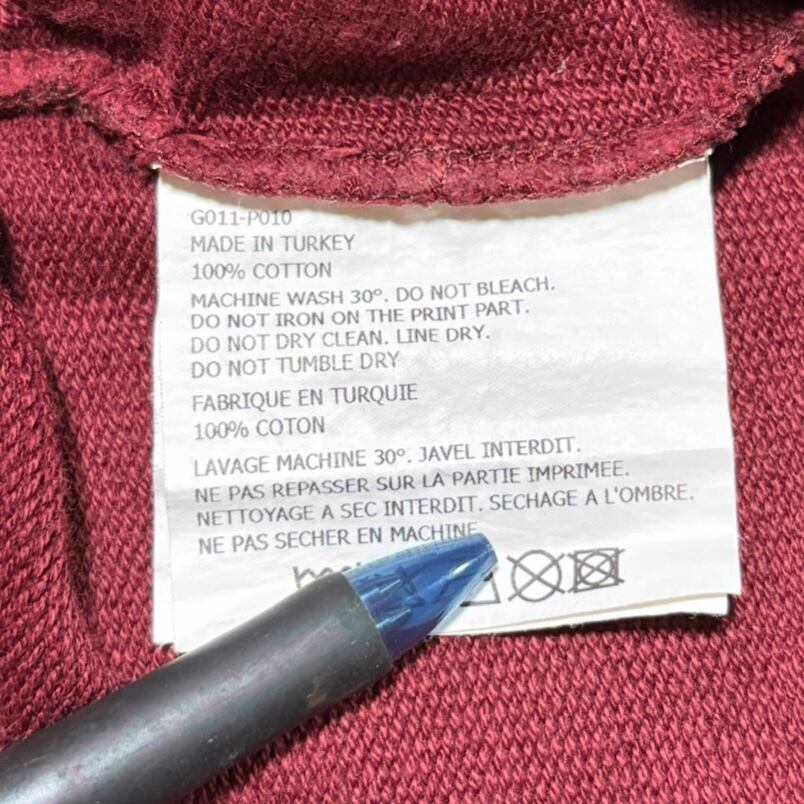 G011-P010
MADE IN TURKEY
100% COTTON
MACHINE WASH 30°. DO NOT BLEACH.
DO NOT IRON ON THE PRINT PART.
DO NOT DRY CLEAN. LINE DRY.
DO NOT TUMBLE DRY
FABRIQUE EN TURQUIE
100% COTON
LAVAGE MACHINE 30°. JAVEL INTERDIT.
NE PAS REPASSER SUR LA PARTIE IMPRIMEE.
NETTOYAGE A SEC INTERDIT. SECHAGE A L'OMBRE.
NE PAS SECHER EN MACHINE